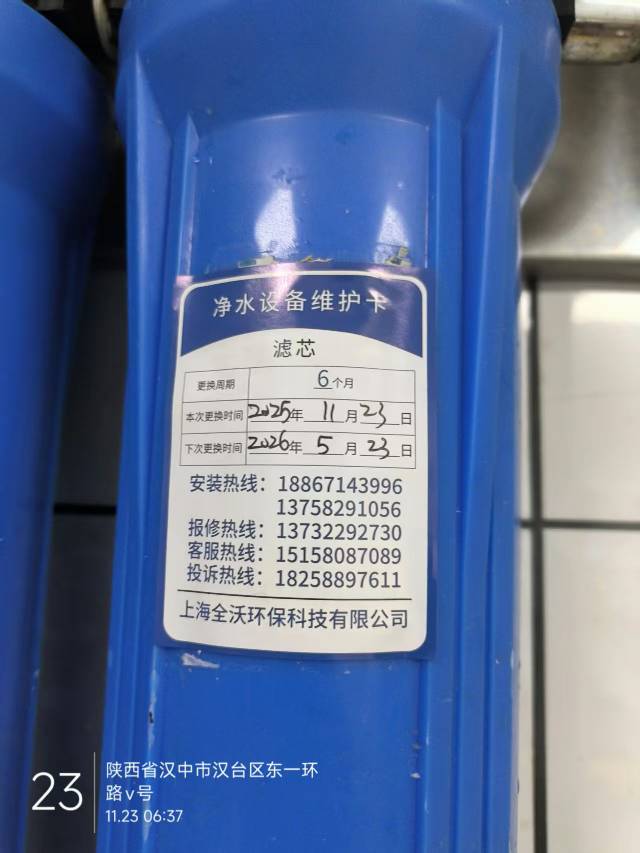 净水设备维护卡
滤芯
更换周期 6个月
本次更换时间 2025年11月23日
下次更换时间 2026年5月23日
安装热线：18867143996
13758291056
报修热线：13732292730
客服热线：15158087089
投诉热线：18258897611
上海全沃环保科技有限公司
23
陕西省汉中市汉台区东一环
路v号
11.23 06:37